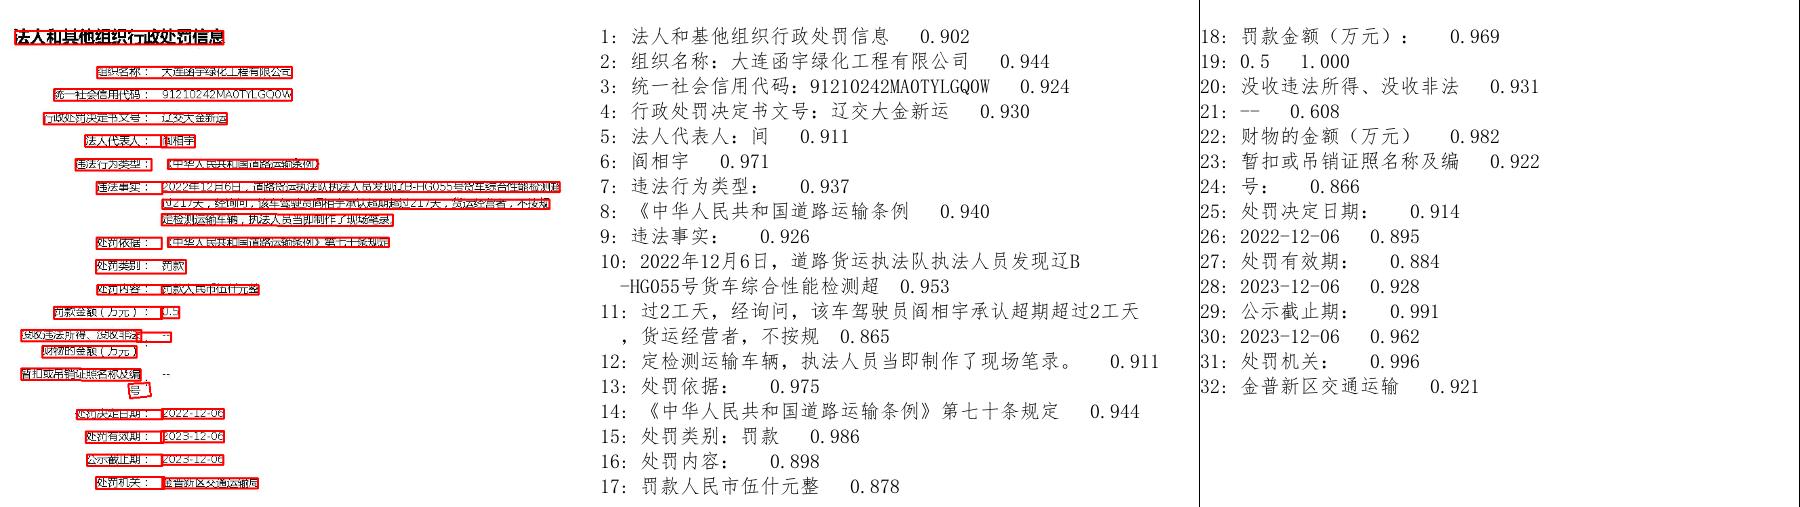 法人和其他组织行政处罚信息
组织名称： 大连函宇绿化工程有限公司
统一社会信用代码： 91210242MA0TYLGQ0W
行政处罚决定书文号： 辽交大金新运
法人代表人： 阎相宇
违法行为类型： 《中华人民共和国道路运输条例》
违法事实： 2022年12月6日，道路货运执法队执法人员发现辽B-HG055号货车综合性能检测超
过217天，经询问，该车驾驶员阎相宇承认超期超过217天，货运经营者，不按规
定检测运输车辆，执法人员当即制作了现场笔录。
处罚依据： 《中华人民共和国道路运输条例》第七十条规定
处罚类别： 罚款
处罚内容： 罚款人民币伍仟元整
罚款金额（万元）： 0.5
没收违法所得、没收非法 --
财物的金额（万元）：
暂扣或吊销证照名称及编 --
号：
处罚决定日期： 2022-12-06
处罚有效期： 2023-12-06
公示截止期： 2023-12-06
处罚机关： 金普新区交通运输局
1: 法人和基他组织行政处罚信息 0.902
2: 组织名称：大连函宇绿化工程有限公司 0.944
3: 统一社会信用代码：91210242MA0TYLGQ0W 0.924
4: 行政处罚决定书文号：辽交大金新运 0.930
5: 法人代表人：间 0.911
6: 阎相宇 0.971
7: 违法行为类型： 0.937
8: 《中华人民共和国道路运输条例 0.940
9: 违法事实： 0.926
10: 2022年12月6日，道路货运执法队执法人员发现辽B
-HG055号货车综合性能检测超 0.953
11: 过2工天，经询问，该车驾驶员阎相宇承认超期超过2工天
，货运经营者，不按规 0.865
12: 定检测运输车辆，执法人员当即制作了现场笔录。 0.911
13: 处罚依据： 0.975
14: 《中华人民共和国道路运输条例》第七十条规定 0.944
15: 处罚类别：罚款 0.986
16: 处罚内容： 0.898
17: 罚款人民市伍什元整 0.878
18: 罚款金额（万元）： 0.969
19: 0.5 1.000
20: 没收违法所得、没收非法 0.931
21: -- 0.608
22: 财物的金额（万元） 0.982
23: 暂扣或吊销证照名称及编 0.922
24: 号： 0.866
25: 处罚决定日期： 0.914
26: 2022-12-06 0.895
27: 处罚有效期： 0.884
28: 2023-12-06 0.928
29: 公示截止期： 0.991
30: 2023-12-06 0.962
31: 处罚机关： 0.996
32: 金普新区交通运输 0.921